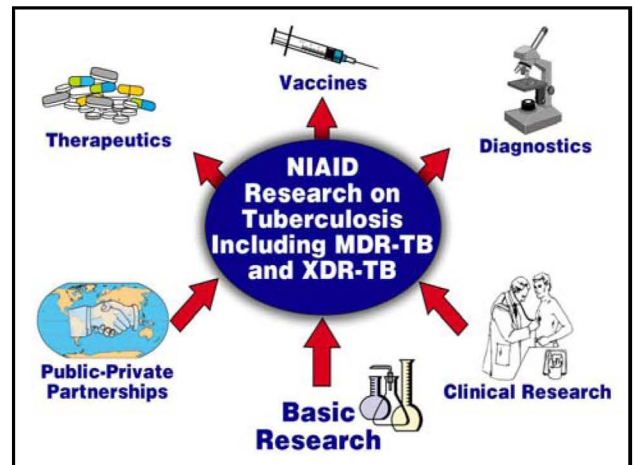 Vaccines
Therapeutics
Diagnostics
NIAID
Research on
Tuberculosis
Including MDR-TB
and XDR-TB
Public-Private
Partnerships
Clinical Research
Basic
Research